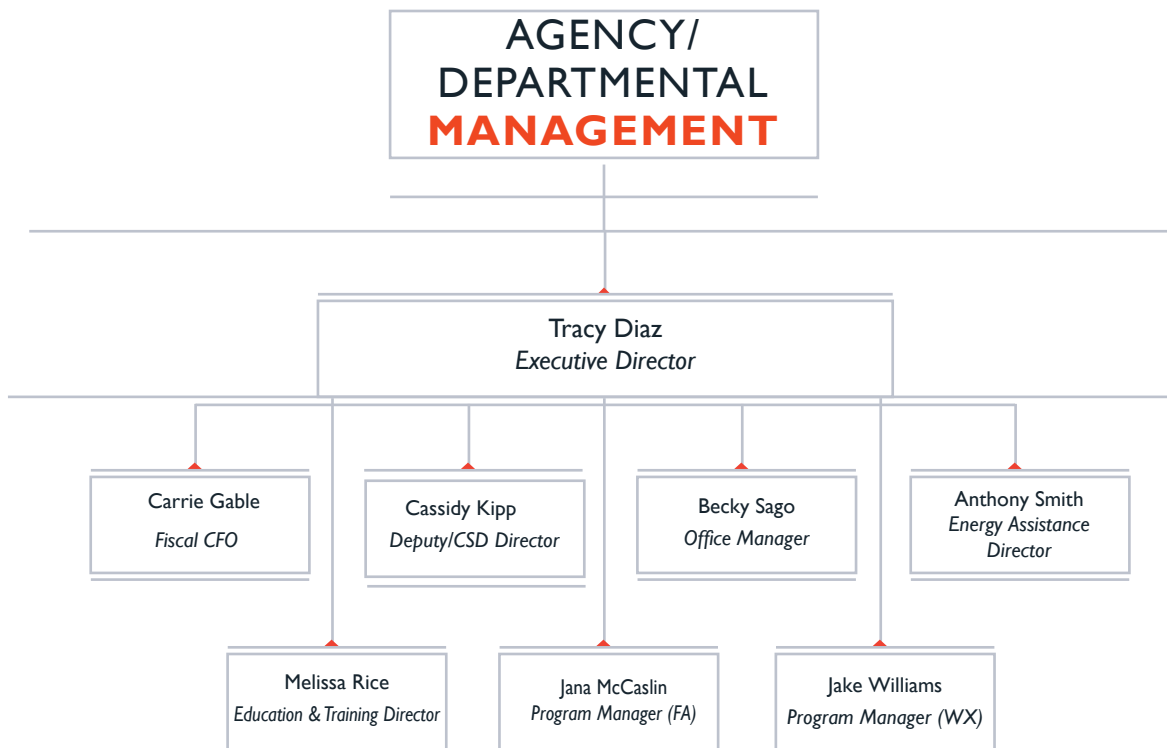 AGENCY/
DEPARTMENTAL
MANAGEMENT
Tracy Diaz
Executive Director
Carrie Gable
Fiscal CFO
Cassidy Kipp
Deputy/CSD Director
Becky Sago
Office Manager
Anthony Smith
Energy Assistance
Director
Melissa Rice
Education & Training Director
Jana McCaslin
Program Manager (FA)
Jake Williams
Program Manager (WX)